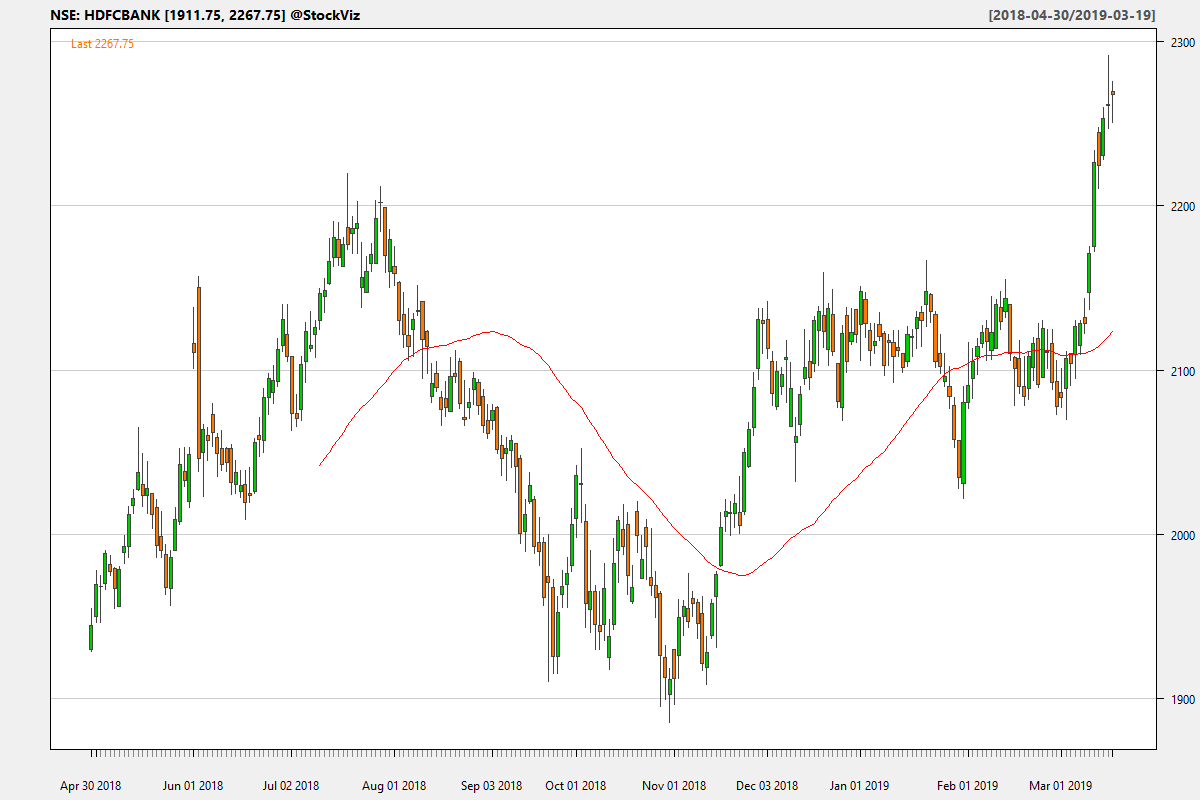 NSE: HDFCBANK [1911.75, 2267.75] @StockViz
[2018-04-30/2019-03-19]
Last 2267.75
2300
2200
2100
2000
1900
Apr 30 2018
Jun 01 2018
Jul 02 2018
Aug 01 2018
Sep 03 2018
Oct 01 2018
Nov 01 2018
Dec 03 2018
Jan 01 2019
Feb 01 2019
Mar 01 2019